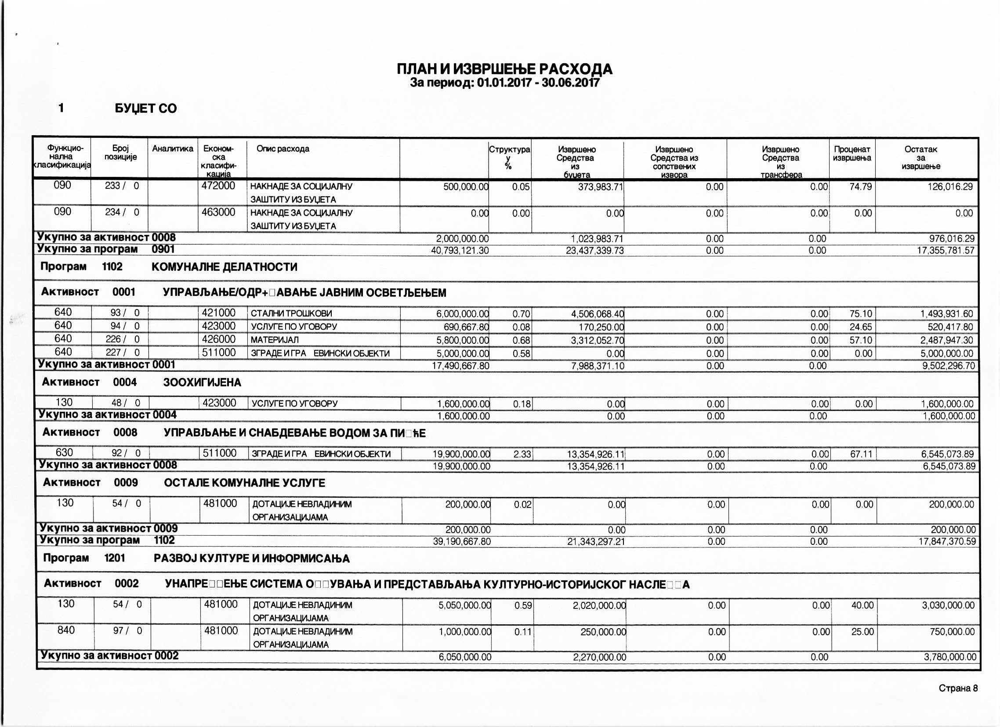 ПЛАН И ИЗВРШЕЊЕ РАСХОДА
За период: 01.01.2017 - 30.06.2017
1 БУЏЕТ СО
Функцио-
нална
класификација
Број
позиције
Аналитика
Економ-
ска
класифи-
кација
Опис расхода
Структура
у
%
Извршено
Средства
из
буџета
Извршено
Средства из
сопствених
извора
Извршено
Средства
из
трансфера
Проценат
извршења
Остатак
за
извршење
090 233 / 0 472000 НАКНАДЕ ЗА СОЦИЈАЛНУ 500,000.00 0.05 373,983.71 0.00 0.00 74.79 126,016.29
ЗАШТИТУ ИЗ БУЏЕТА
090 234 / 0 463000 НАКНАДЕ ЗА СОЦИЈАЛНУ 0.00 0.00 0.00 0.00 0.00 0.00 0.00
ЗАШТИТУ ИЗ БУЏЕТА
Укупно за активност 0008 2,000,000.00 1,023,983.71 0.00 0.00 976,016.29
Укупно за програм 0901 40,793,121.30 23,437,339.73 0.00 0.00 17,355,781.57
Програм 1102 КОМУНАЛНЕ ДЕЛАТНОСТИ
Активност 0001 УПРАВЉАЊЕ/ОДР+□АВАЊЕ ЈАВНИМ ОСВЕТЉЕЊЕМ
640 93 / 0 421000 СТАЛНИ ТРОШКОВИ 6,000,000.00 0.70 4,506,068.40 0.00 0.00 75.10 1,493,931.60
640 94 / 0 423000 УСЛУГЕ ПО УГОВОРУ 690,667.80 0.08 170,250.00 0.00 0.00 24.65 520,417.80
640 226 / 0 426000 МАТЕРИЈАЛ 5,800,000.00 0.68 3,312,052.70 0.00 0.00 57.10 2,487,947.30
640 227 / 0 511000 ЗГРАДЕ И ГРА ЕВИНСКИ ОБЈЕКТИ 5,000,000.00 0.58 0.00 0.00 0.00 0.00 5,000,000.00
Укупно за активност 0001 17,490,667.80 7,988,371.10 0.00 0.00 9,502,296.70
Активност 0004 ЗООХИГИЈЕНА
130 48 / 0 423000 УСЛУГЕ ПО УГОВОРУ 1,600,000.00 0.18 0.00 0.00 0.00 0.00 1,600,000.00
Укупно за активност 0004 1,600,000.00 0.00 0.00 0.00 1,600,000.00
Активност 0008 УПРАВЉАЊЕ И СНАБДЕВАЊЕ ВОДОМ ЗА ПИ□ћЕ
630 92 / 0 511000 ЗГРАДЕ И ГРА ЕВИНСКИ ОБЈЕКТИ 19,900,000.00 2.33 13,354,926.11 0.00 0.00 67.11 6,545,073.89
Укупно за активност 0008 19,900,000.00 13,354,926.11 0.00 0.00 6,545,073.89
Активност 0009 ОСТАЛЕ КОМУНАЛНЕ УСЛУГЕ
130 54 / 0 481000 ДОТАЦИЈЕ НЕВЛАДИНИМ 200,000.00 0.02 0.00 0.00 0.00 0.00 200,000.00
ОРГАНИЗАЦИЈАМА
Укупно за активност 0009 200,000.00 0.00 0.00 0.00 200,000.00
Укупно за програм 1102 39,190,667.80 21,343,297.21 0.00 0.00 17,847,370.59
Програм 1201 РАЗВОЈ КУЛТУРЕ И ИНФОРМИСАЊА
Активност 0002 УНАПРЕ□□ЕЊЕ СИСТЕМА О□□УВАЊА И ПРЕДСТАВЉАЊА КУЛТУРНО-ИСТОРИЈСКОГ НАСЛЕ□□А
130 54 / 0 481000 ДОТАЦИЈЕ НЕВЛАДИНИМ 5,050,000.00 0.59 2,020,000.00 0.00 0.00 40.00 3,030,000.00
ОРГАНИЗАЦИЈАМА
840 97 / 0 481000 ДОТАЦИЈЕ НЕВЛАДИНИМ 1,000,000.00 0.11 250,000.00 0.00 0.00 25.00 750,000.00
ОРГАНИЗАЦИЈАМА
Укупно за активност 0002 6,050,000.00 2,270,000.00 0.00 0.00 3,780,000.00
Страна 8